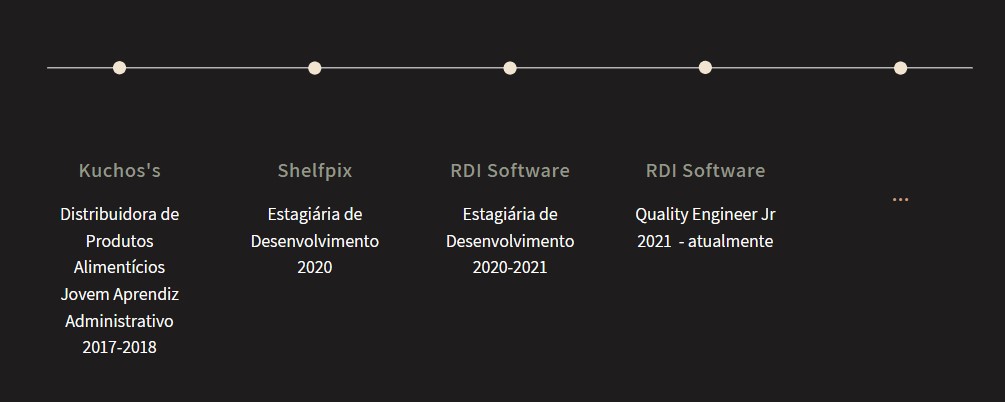 Kuchos's
Distribuidora de
Produtos
Alimentícios
Jovem Aprendiz
Administrativo
2017-2018
Shelfpix
Estagiária de
Desenvolvimento
2020
RDI Software
Estagiária de
Desenvolvimento
2020-2021
RDI Software
Quality Engineer Jr
2021 - atualmente
...